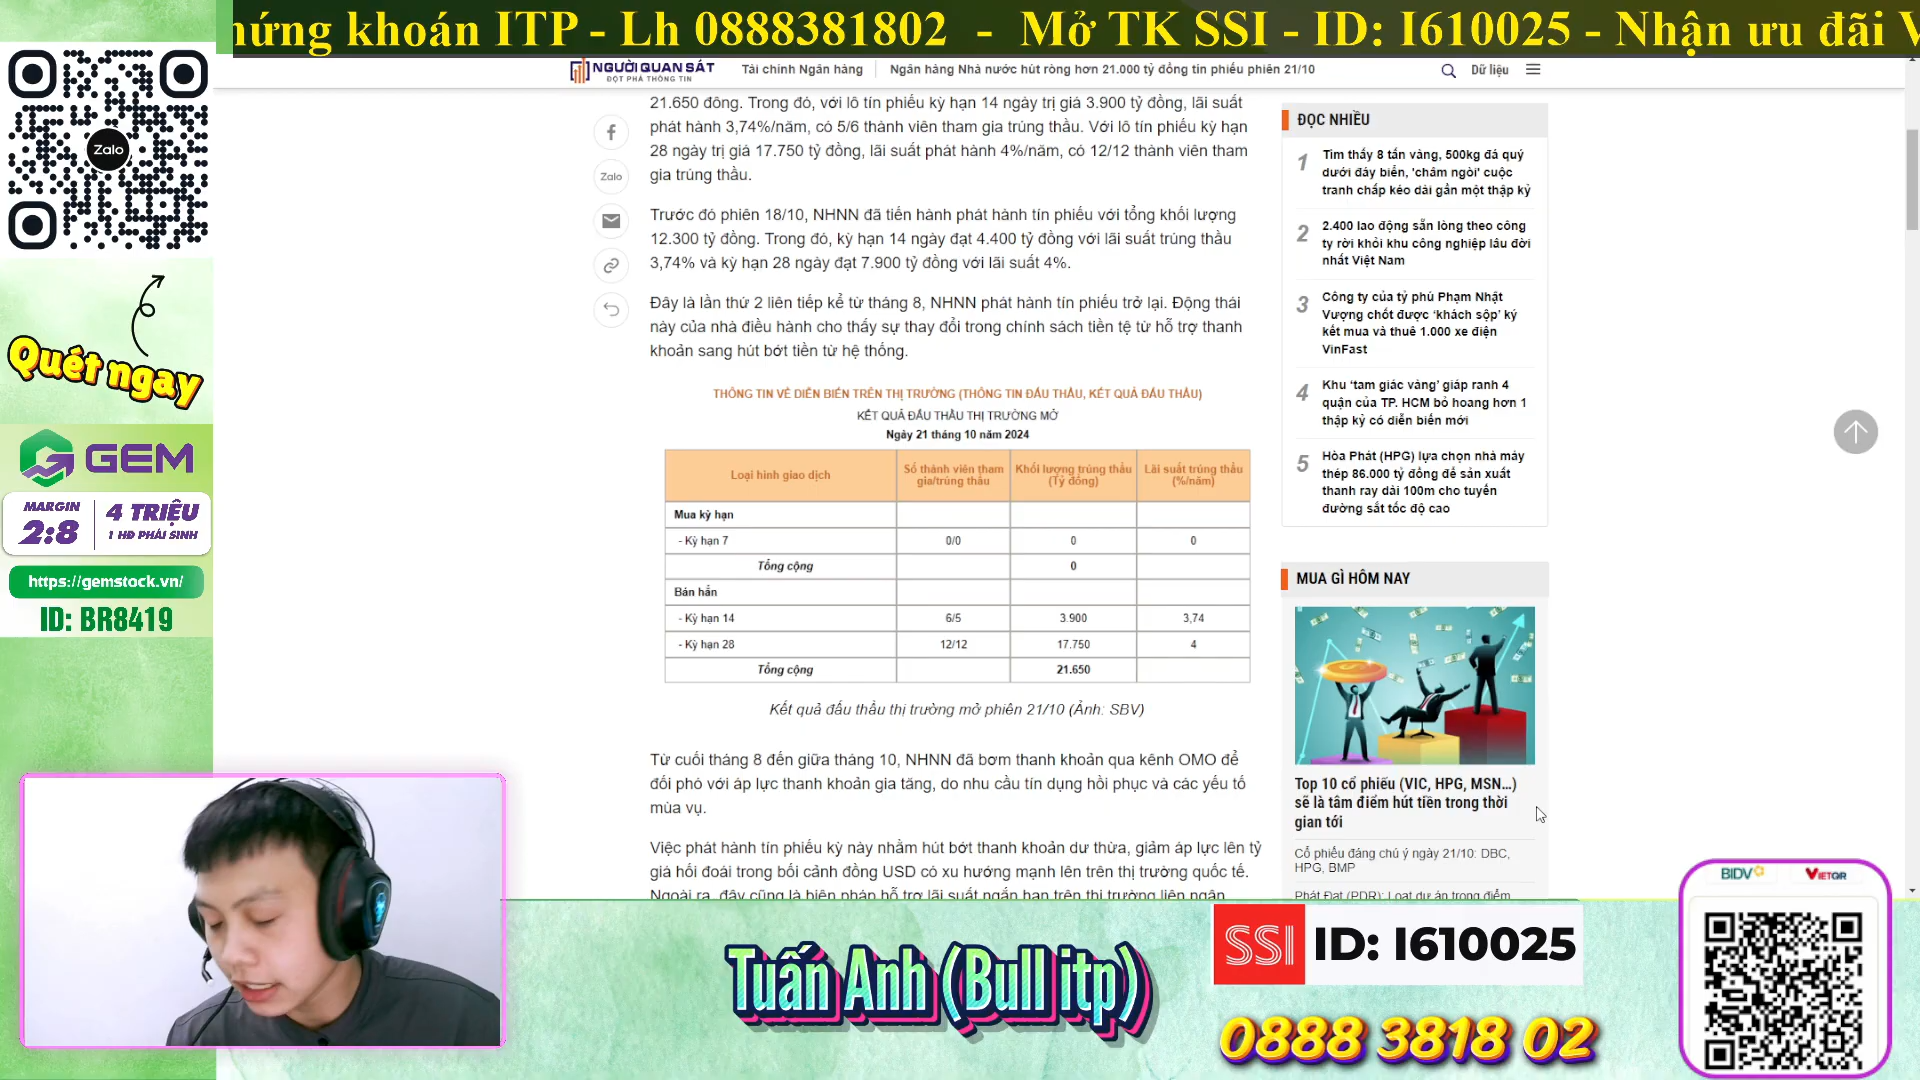 hứng khoán ITP - Lh 0888381802 - Mở TK SSI - ID: I610025 - Nhận ưu đãi V
NGƯỜI QUAN SÁT
ĐỘT PHÁ THÔNG TIN
Tài chính Ngân hàng
Ngân hàng Nhà nước hút ròng hơn 21.000 tỷ đồng tín phiếu phiên 21/10
Dữ liệu
Zalo
Quét ngay
GEM
MARGIN
2:8
4 TRIỆU
1 HĐ PHÁI SINH
https://gemstock.vn/
ID: BR8419
Zalo
21.650 đồng. Trong đó, với lô tín phiếu kỳ hạn 14 ngày trị giá 3.900 tỷ đồng, lãi suất
phát hành 3,74%/năm, có 5/6 thành viên tham gia trúng thầu. Với lô tín phiếu kỳ hạn
28 ngày trị giá 17.750 tỷ đồng, lãi suất phát hành 4%/năm, có 12/12 thành viên tham
gia trúng thầu.
Trước đó phiên 18/10, NHNN đã tiến hành phát hành tín phiếu với tổng khối lượng
12.300 tỷ đồng. Trong đó, kỳ hạn 14 ngày đạt 4.400 tỷ đồng với lãi suất trúng thầu
3,74% và kỳ hạn 28 ngày đạt 7.900 tỷ đồng với lãi suất 4%.
Đây là lần thứ 2 liên tiếp kể từ tháng 8, NHNN phát hành tín phiếu trở lại. Động thái
này của nhà điều hành cho thấy sự thay đổi trong chính sách tiền tệ từ hỗ trợ thanh
khoản sang hút bớt tiền từ hệ thống.
THÔNG TIN VỀ DIỄN BIẾN TRÊN THỊ TRƯỜNG (THÔNG TIN ĐẤU THẦU, KẾT QUẢ ĐẤU THẦU)
KẾT QUẢ ĐẤU THẦU THỊ TRƯỜNG MỞ
Ngày 21 tháng 10 năm 2024
Loại hình giao dịch
Số thành viên tham
gia/trúng thầu
Khối lượng trúng thầu
(Tỷ đồng)
Lãi suất trúng thầu
(%/năm)
Mua kỳ hạn
- Kỳ hạn 7 0/0 0 0
Tổng cộng 0
Bán hẳn
- Kỳ hạn 14 6/5 3.900 3,74
- Kỳ hạn 28 12/12 17.750 4
Tổng cộng 21.650
Kết quả đấu thầu thị trường mở phiên 21/10 (Ảnh: SBV)
Từ cuối tháng 8 đến giữa tháng 10, NHNN đã bơm thanh khoản qua kênh OMO để
đối phó với áp lực thanh khoản gia tăng, do nhu cầu tín dụng hồi phục và các yếu tố
mùa vụ.
Việc phát hành tín phiếu kỳ này nhằm hút bớt thanh khoản dư thừa, giảm áp lực lên tỷ
giá hối đoái trong bối cảnh đồng USD có xu hướng mạnh lên trên thị trường quốc tế.
Ngoài ra, đây cũng là biện pháp hỗ trợ lãi suất ngắn hạn trên thị trường liên ngân
ĐỌC NHIỀU
1 Tìm thấy 8 tấn vàng, 500kg đá quý
dưới đáy biển, 'châm ngòi' cuộc
tranh chấp kéo dài gần một thập kỷ
2 2.400 lao động sẵn lòng theo công
ty rời khỏi khu công nghiệp lâu đời
nhất Việt Nam
3 Công ty của tỷ phú Phạm Nhật
Vượng chốt được 'khách sộp' ký
kết mua và thuê 1.000 xe điện
VinFast
4 Khu 'tam giác vàng' giáp ranh 4
quận của TP. HCM bỏ hoang hơn 1
thập kỷ có diễn biến mới
5 Hòa Phát (HPG) lựa chọn nhà máy
thép 86.000 tỷ đồng để sản xuất
thanh ray dài 100m cho tuyến
đường sắt tốc độ cao
MUA GÌ HÔM NAY
Top 10 cổ phiếu (VIC, HPG, MSN...)
sẽ là tâm điểm hút tiền trong thời
gian tới
Cổ phiếu đáng chú ý ngày 21/10: DBC,
HPG, BMP
Phát Đạt (PDR): Loạt dự án trọng điểm
Tuấn Anh (Bull itp)
SSI ID: I610025
0888 3818 02
BIDV VIETQR